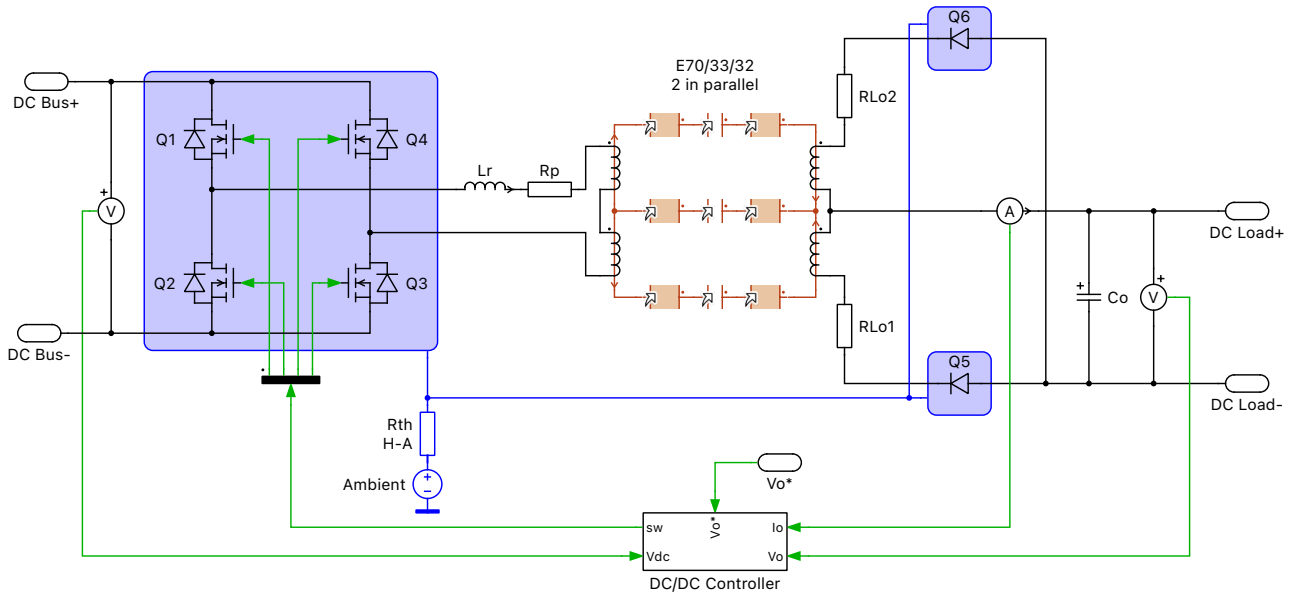 Q6
E70/33/32
2 in parallel
DC Bus+
RLo2
Q1
Q4
Lr
Rp
+
V
A
DC Load+
Q2
Q3
+
Co
+
V
RLo1
DC Bus-
Q5
DC Load-
Rth
H-A
Ambient
+
−
Vo*
sw
Vo*
Io
Vdc
Vo
DC/DC Controller